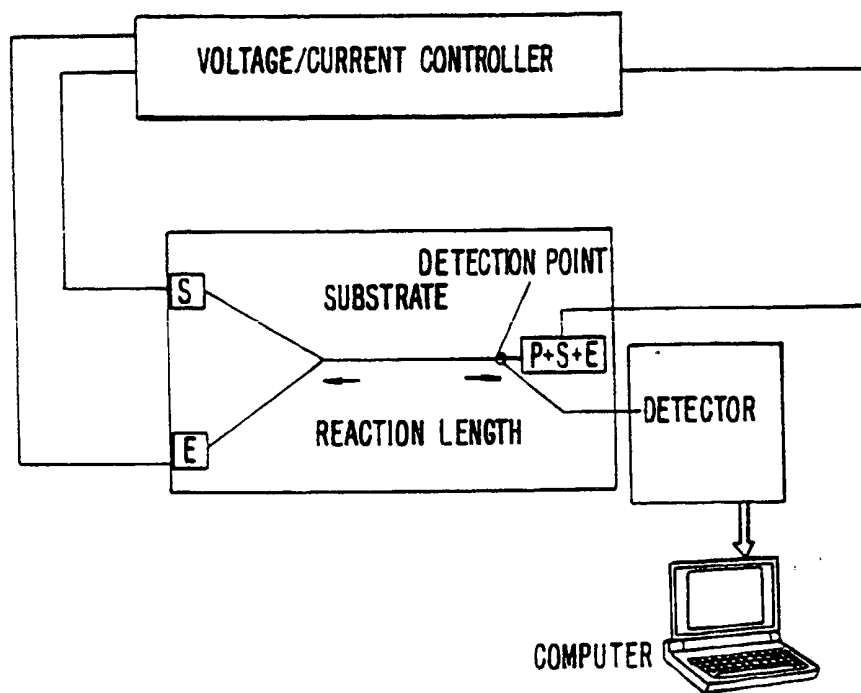 VOLTAGE/CURRENT CONTROLLER
DETECTION POINT
S
SUBSTRATE
P+S+E
DETECTOR
E
REACTION LENGTH
COMPUTER